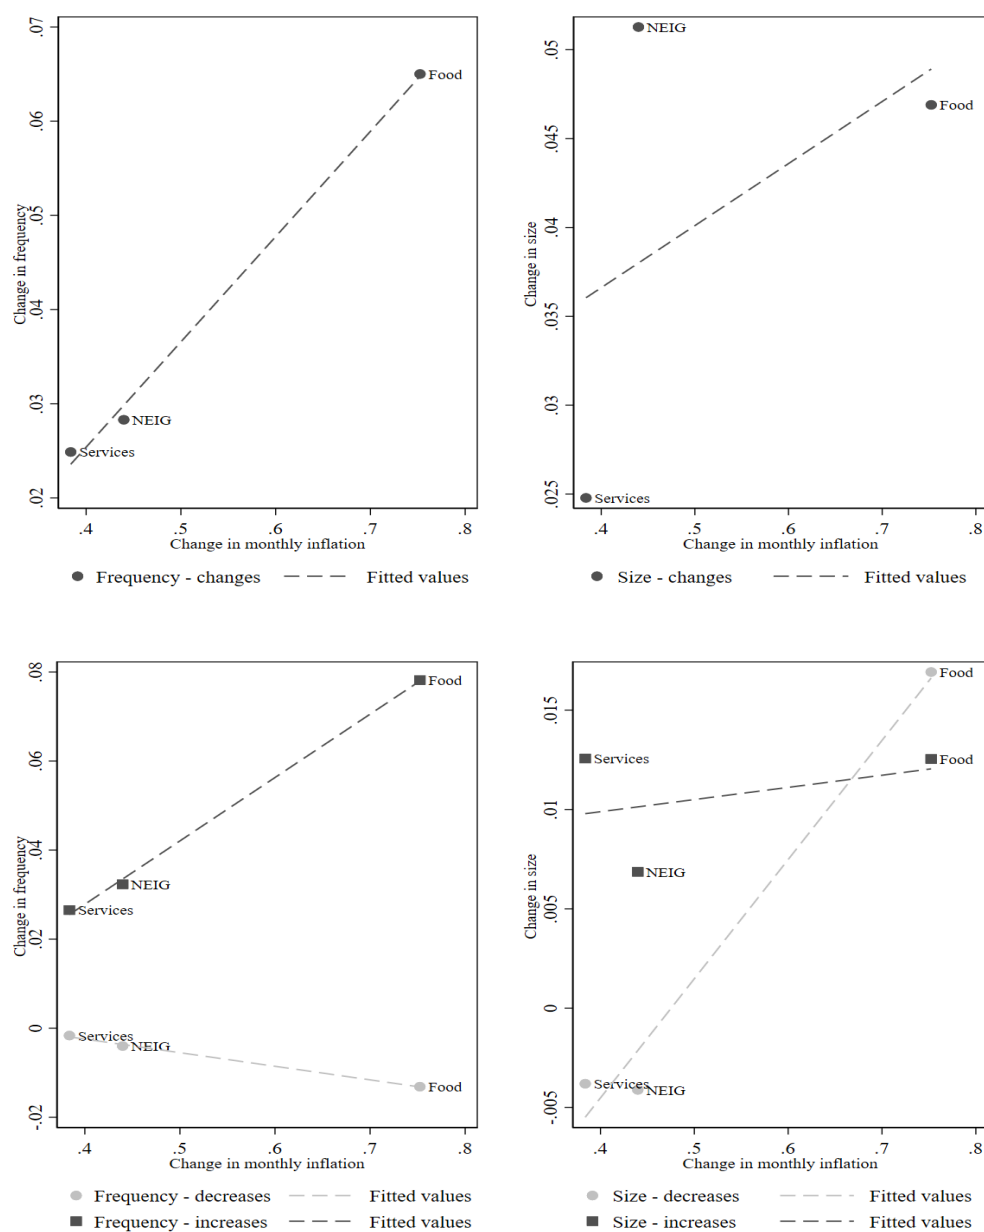 Change in frequency
.02 .03 .04 .05 .06 .07
Food
NEIG
Services
.4 .5 .6 .7 .8
Change in monthly inflation
Frequency - changes Fitted values
Change in size
.025 .03 .035 .04 .045 .05
NEIG
Food
Services
.4 .5 .6 .7 .8
Change in monthly inflation
Size - changes Fitted values
Change in frequency
-.02 0 .02 .04 .06 .08
Food
NEIG
Services
Services
NEIG
Food
.4 .5 .6 .7 .8
Change in monthly inflation
Frequency - decreases Fitted values
Frequency - increases Fitted values
Change in size
-.005 0 .005 .01 .015
Food
Services
Food
NEIG
Services
NEIG
.4 .5 .6 .7 .8
Change in monthly inflation
Size - decreases Fitted values
Size - increases Fitted values